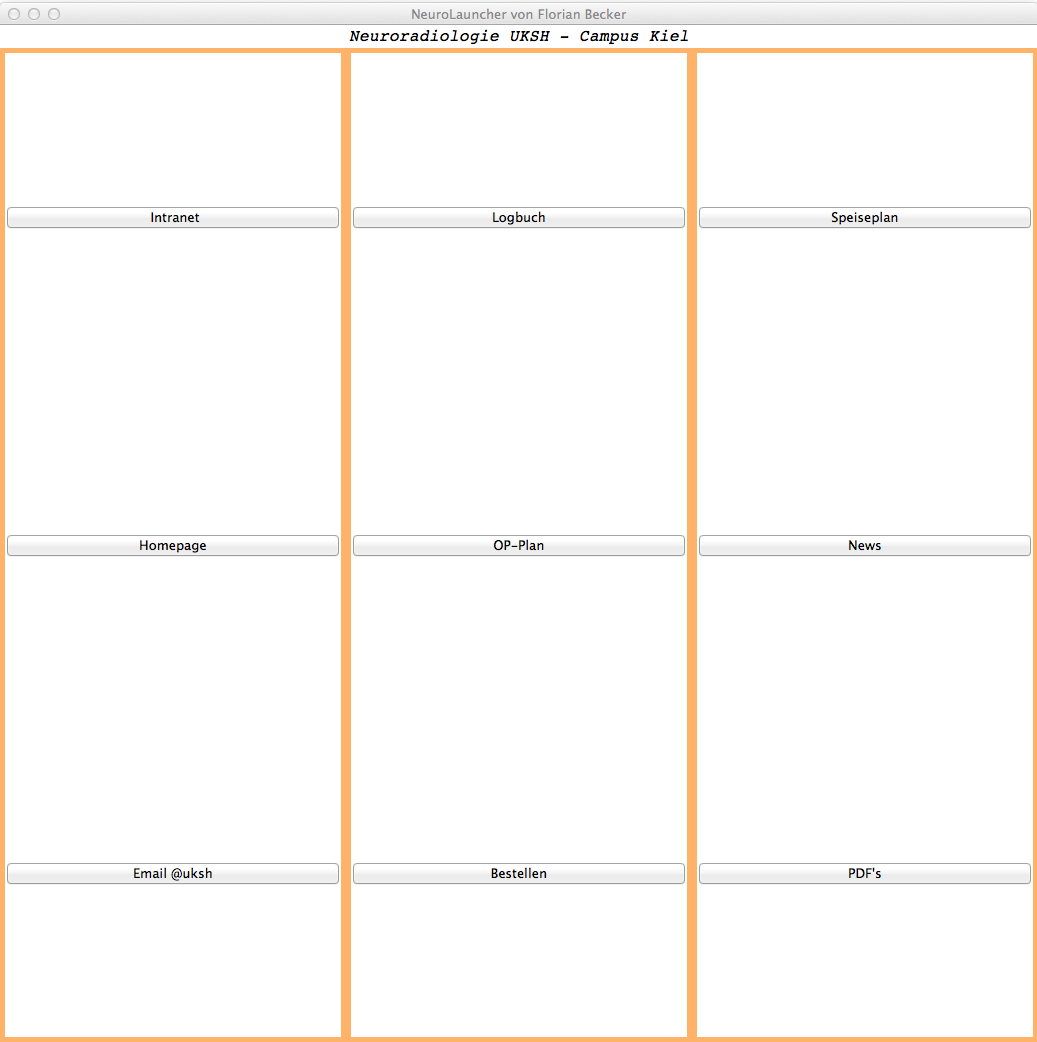 NeuroLauncher von Florian Becker
Neuroradiologie UKSH - Campus Kiel
Intranet
Logbuch
Speiseplan
Homepage
OP-Plan
News
Email @uksh
Bestellen
PDF's